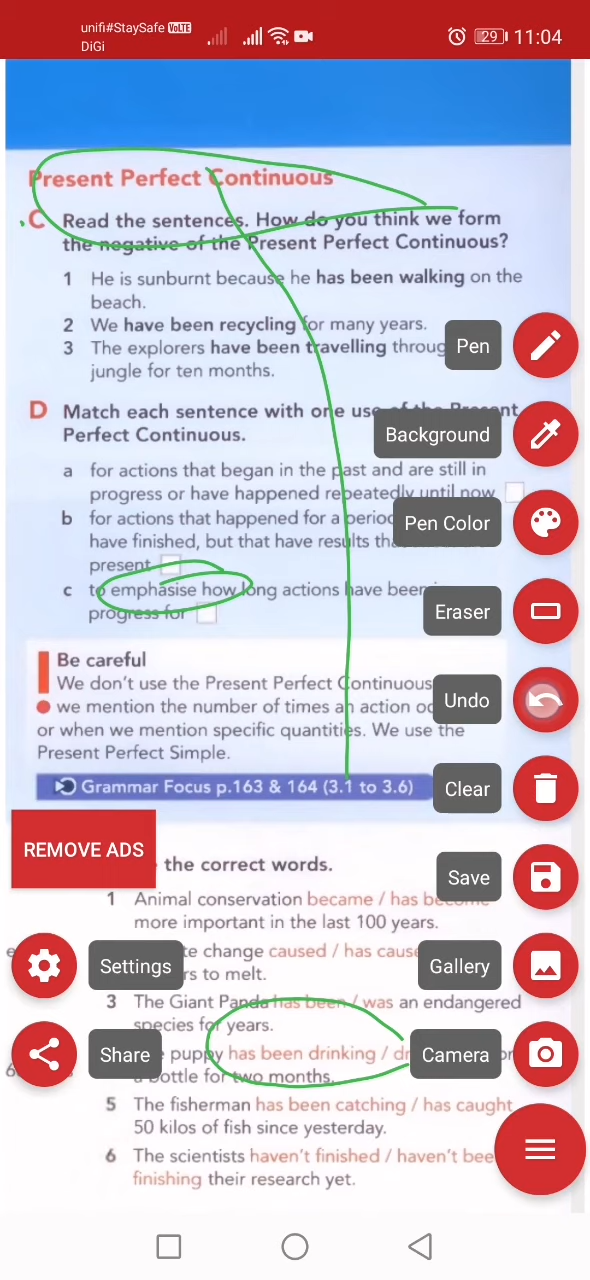 unifi#StaySafe VoLTE
DiGi
29 11:04
Present Perfect Continuous
C Read the sentences. How do you think we form
the negative of the Present Perfect Continuous?
1 He is sunburnt because he has been walking on the
beach.
2 We have been recycling for many years.
3 The explorers have been travelling
jungle for ten months.
Pen
D Match each sentence with one use of the Present
Perfect Continuous.
Background
a for actions that began in the past and are still in
progress or have happened repeatedly until now
b for actions that happened for a
have finished, but that have results
present
Pen Color
c to emphasise how long actions have been
progress for
Eraser
Be careful
We don't use the Present Perfect Continuous
we mention the number of times an action
or when we mention specific quantities. We use the
Present Perfect Simple.
Undo
Grammar Focus p.163 & 164 (3.1 to 3.6)
Clear
REMOVE ADS
the correct words.
Save
1 Animal conservation became / has become
more important in the last 100 years.
change caused / has
to melt.
Settings
Gallery
3 The Giant Panda has been / was an endangered
species for years.
puppy has been drinking /
a bottle for two months.
Share
Camera
5 The fisherman has been catching / has caught
50 kilos of fish since yesterday.
6 The scientists haven't finished / haven't
finishing their research yet.